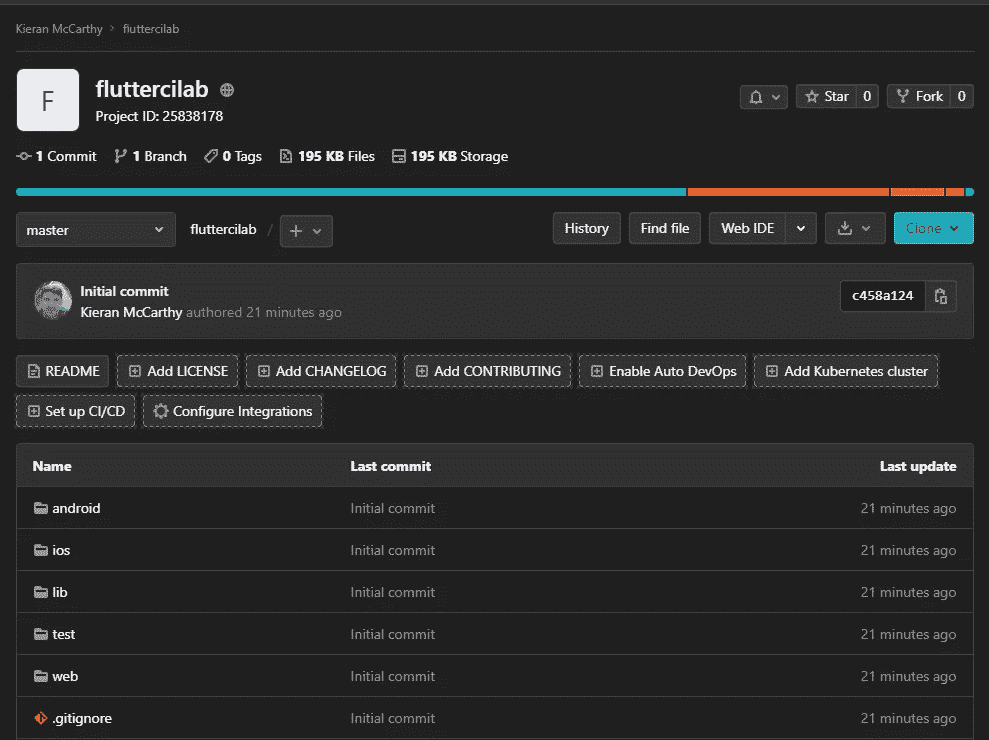 Kieran McCarthy > fluttercilab
F
fluttercilab
Project ID: 25838178
Star 0 Fork 0
1 Commit 1 Branch 0 Tags 195 KB Files 195 KB Storage
master fluttercilab / + History Find file Web IDE Clone
Initial commit
Kieran McCarthy authored 21 minutes ago
c458a124
README Add LICENSE Add CHANGELOG Add CONTRIBUTING Enable Auto DevOps Add Kubernetes cluster
Set up CI/CD Configure Integrations
Name Last commit Last update
android Initial commit 21 minutes ago
ios Initial commit 21 minutes ago
lib Initial commit 21 minutes ago
test Initial commit 21 minutes ago
web Initial commit 21 minutes ago
.gitignore Initial commit 21 minutes ago